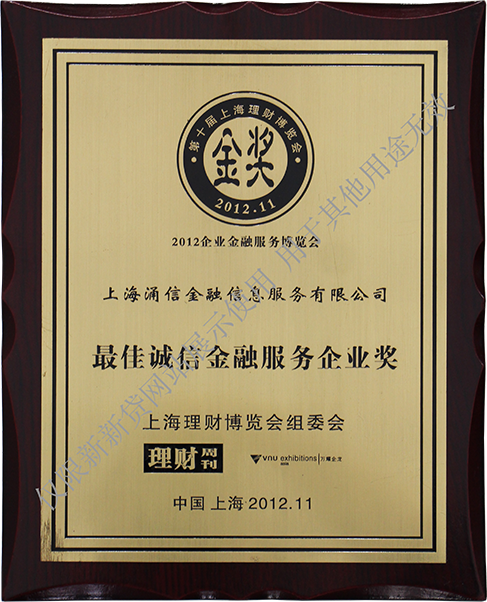 第十届上海理财博览会
金奖
2012.11
2012企业金融服务博览会
上海涌信金融信息服务有限公司
最佳诚信金融服务企业奖
上海理财博览会组委会
理财周刊
vnu exhibitions 万耀企龙
中国 上海 2012.11
仅限新新贷网站展示使用 用于其他用途无效